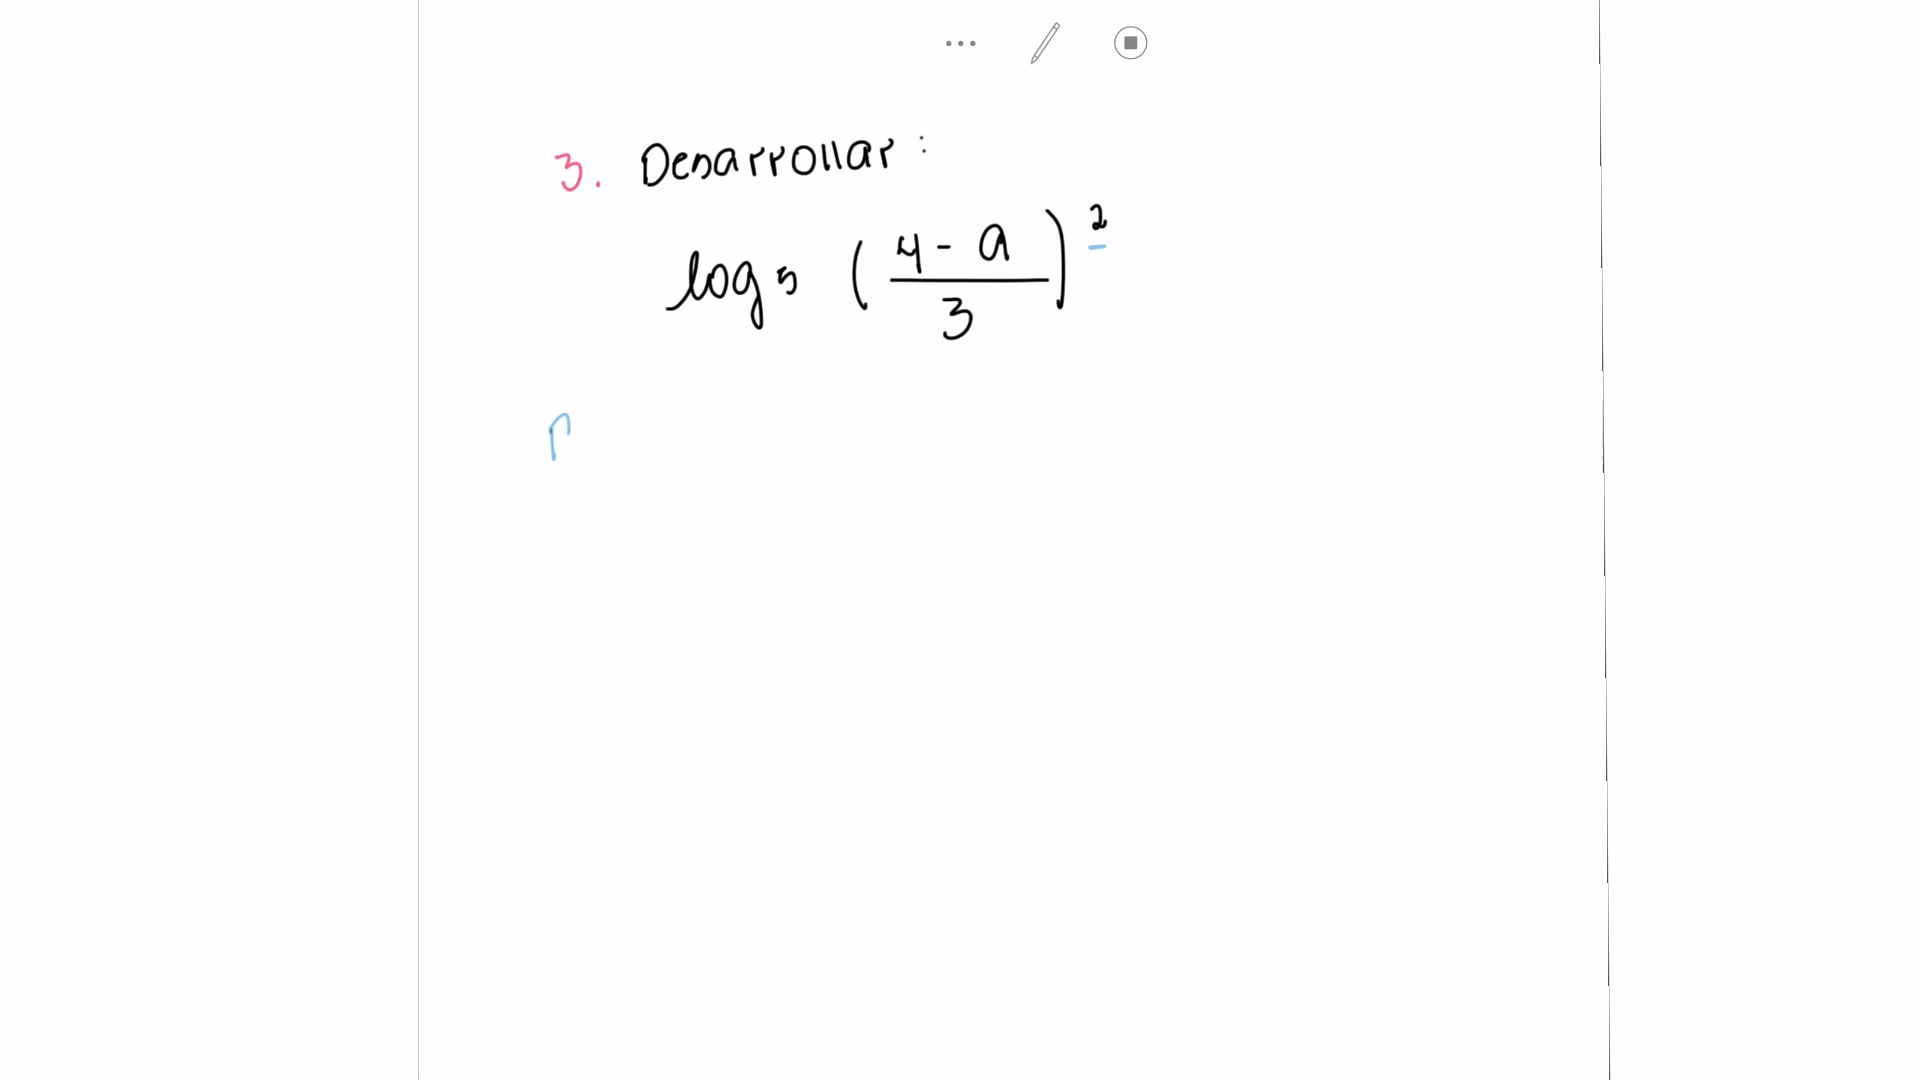 3. Desarrollar:
log₅ ( (4 - a) / 3 )²